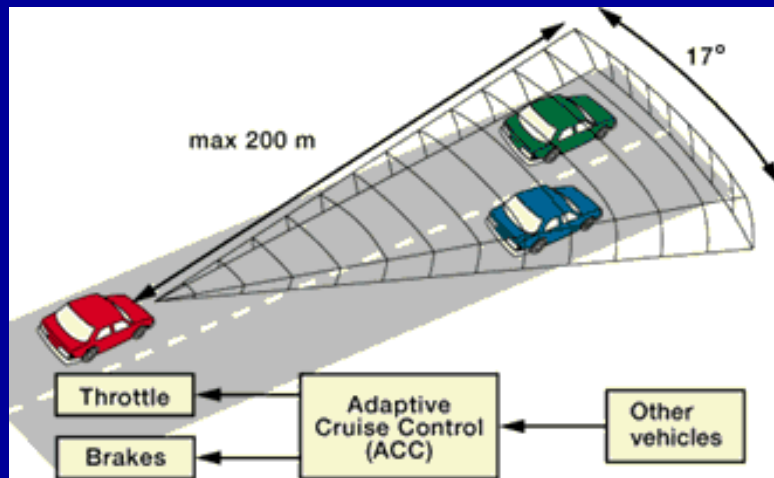 17°
max 200 m
Throttle
Brakes
Adaptive
Cruise Control
(ACC)
Other
vehicles